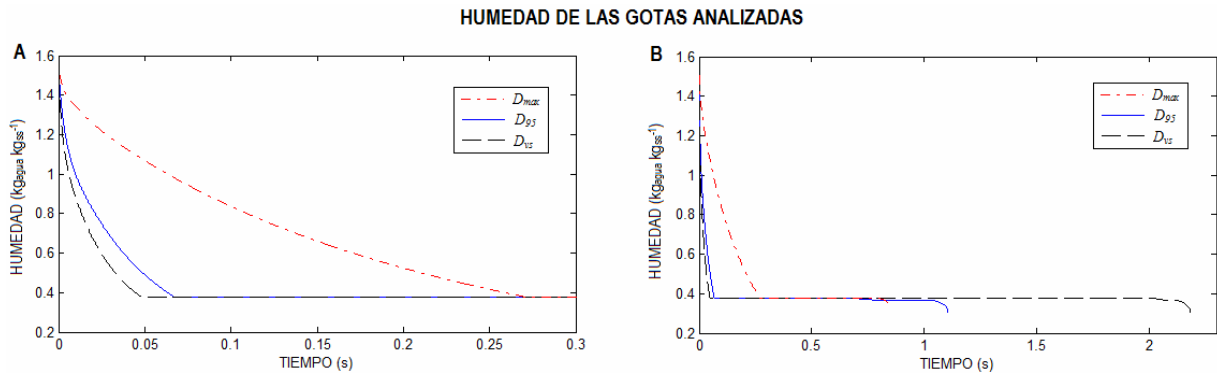 HUMEDAD DE LAS GOTAS ANALIZADAS
A
1.6
1.4
1.2
1
0.8
0.6
0.4
0.2
HUMEDAD (kgagua kgss-1)
0
0.05
0.1
0.15
0.2
0.25
0.3
TIEMPO (s)
Dmax
D95
Dvs
B
1.6
1.4
1.2
1
0.8
0.6
0.4
0.2
HUMEDAD (kgagua kgss-1)
0
0.5
1
1.5
2
TIEMPO (s)
Dmax
D95
Dvs